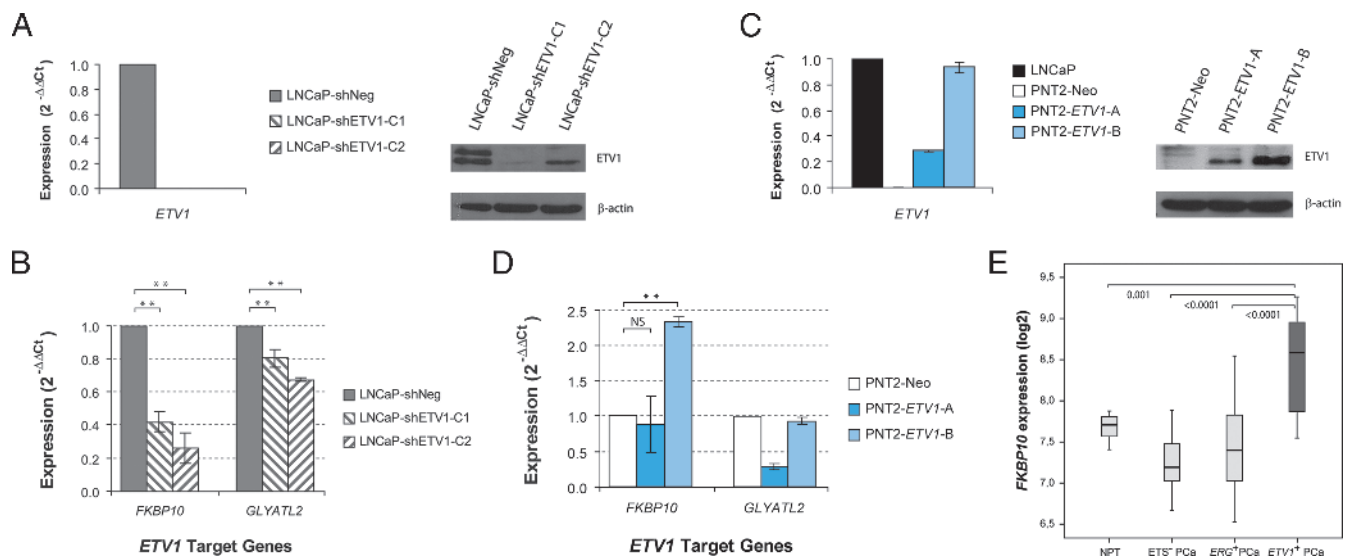 A
Expression (2^-ΔΔCt)
1.0
0.8
0.6
0.4
0.2
0.0
ETV1
LNCaP-shNeg
LNCaP-shETV1-C1
LNCaP-shETV1-C2
LNCaP-shNeg
LNCaP-shETV1-C1
LNCaP-shETV1-C2
ETV1
β-actin
C
Expression (2^-ΔΔCt)
1.0
0.8
0.6
0.4
0.2
0.0
ETV1
LNCaP
PNT2-Neo
PNT2-ETV1-A
PNT2-ETV1-B
PNT2-Neo
PNT2-ETV1-A
PNT2-ETV1-B
ETV1
β-actin
B
Expression (2^-ΔΔCt)
1.0
0.8
0.6
0.4
0.2
0.0
**
**
**
**
FKBP10
GLYATL2
ETV1 Target Genes
LNCaP-shNeg
LNCaP-shETV1-C1
LNCaP-shETV1-C2
D
Expression (2^-ΔΔCt)
2.5
2.0
1.5
1.0
0.5
0.0
**
NS
FKBP10
GLYATL2
ETV1 Target Genes
PNT2-Neo
PNT2-ETV1-A
PNT2-ETV1-B
E
FKBP10 expression (log2)
9,5
9,0
8,5
8,0
7,5
7,0
6,5
0.001
<0.0001
<0.0001
NPT
ETS- PCa
ERG+ PCa
ETV1+ PCa